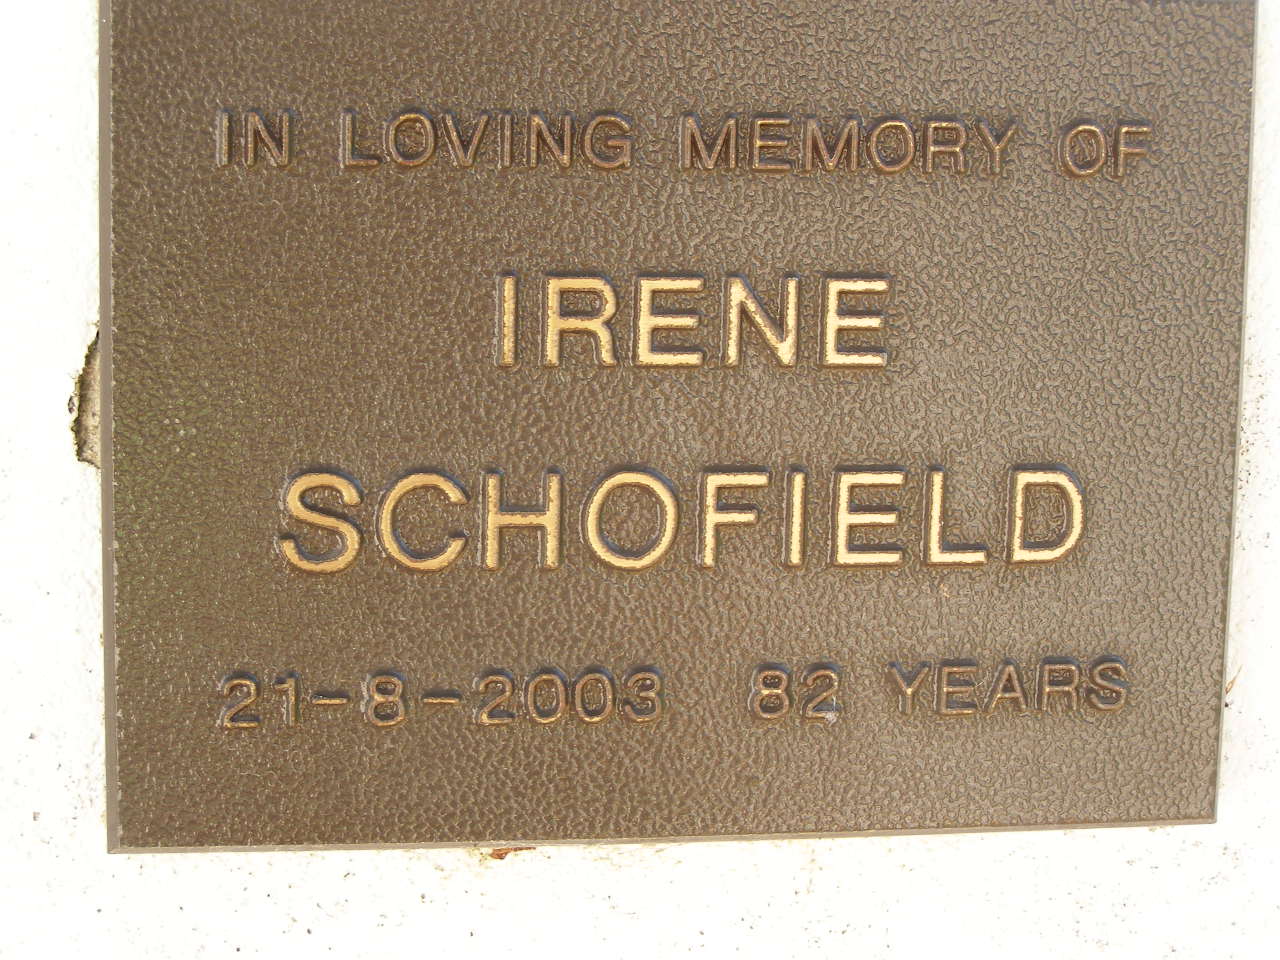 IN LOVING MEMORY OF
IRENE
SCHOFIELD
21-8-2003 82 YEARS